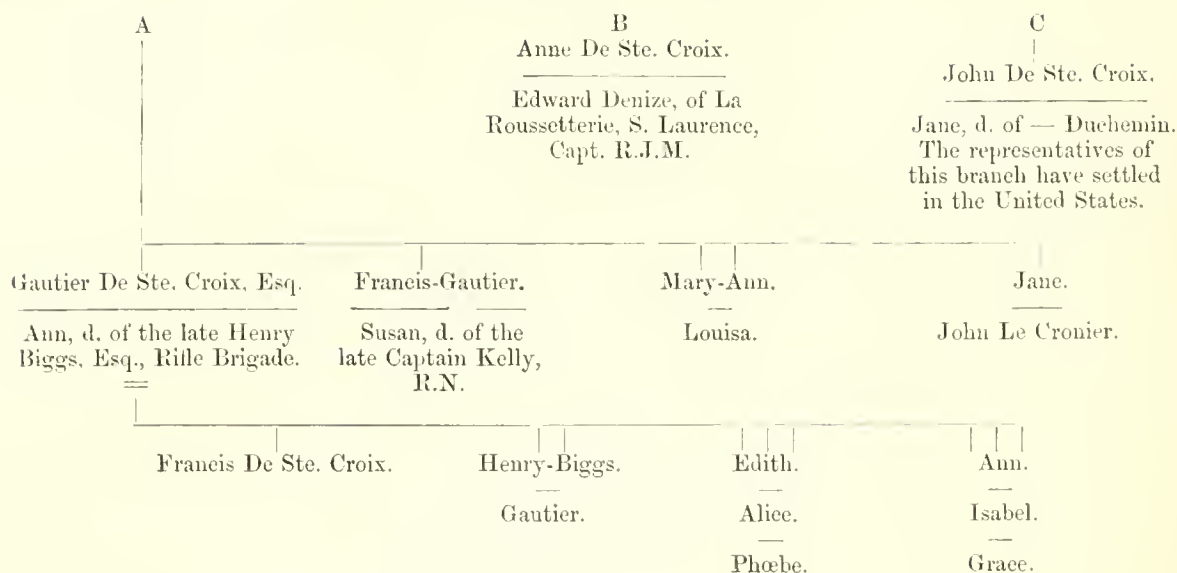 A
B
C
Anne De Ste. Croix.
John De Ste. Croix.
Edward Denize, of La
Roussetterie, S. Laurence,
Capt. R.J.M.
Jane, d. of — Duchemin.
The representatives of
this branch have settled
in the United States.
Gautier De Ste. Croix, Esq.
Francis-Gautier.
Mary-Ann.
Jane.
Ann, d. of the late Henry
Biggs, Esq., Rifle Brigade.
Susan, d. of the
late Captain Kelly,
R.N.
Louisa.
John Le Cronier.
Francis De Ste. Croix.
Henry-Biggs.
Edith.
Ann.
Gautier.
Alice.
Isabel.
Phœbe.
Grace.